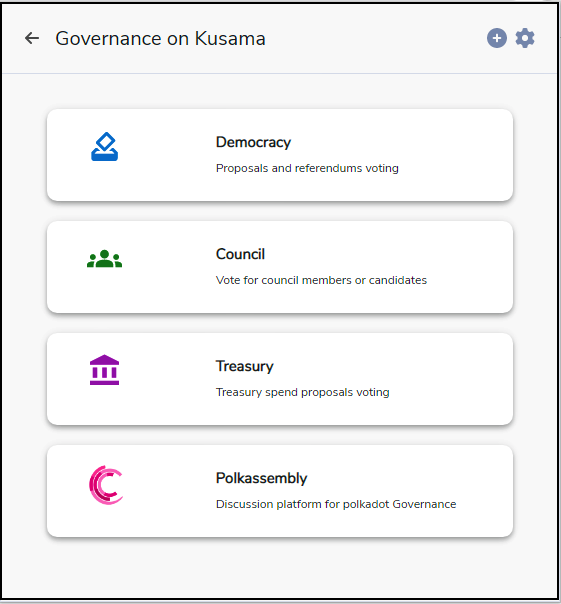 Governance on Kusama
Democracy
Proposals and referendums voting
Council
Vote for council members or candidates
Treasury
Treasury spend proposals voting
Polkassembly
Discussion platform for polkadot Governance